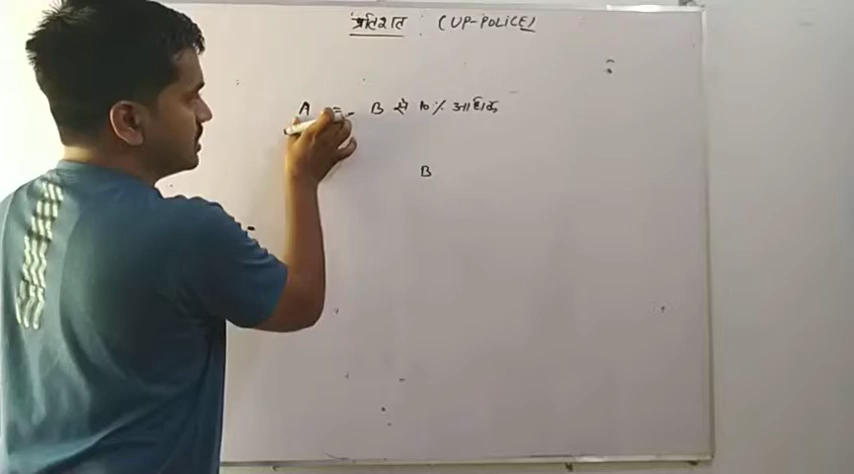 प्रतिशत : (UP-POLICE)
A = B से 10% अधिक
B